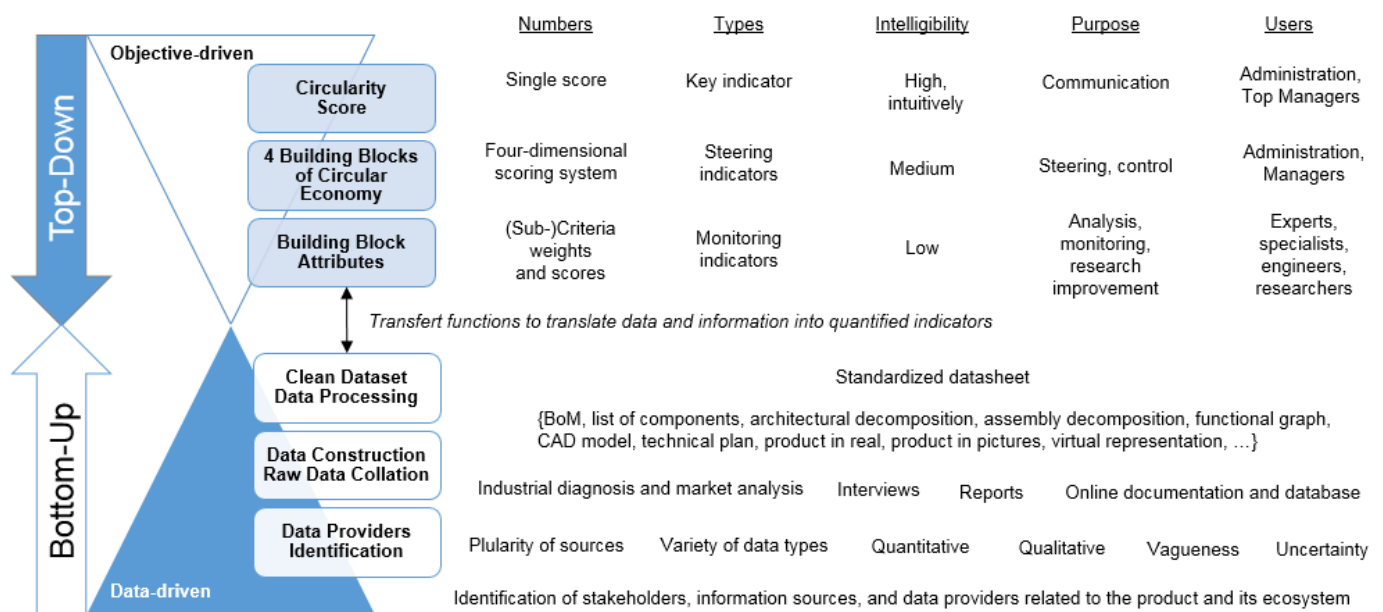 Numbers Types Intelligibility Purpose Users
Objective-driven
Top-Down
Circularity
Score
Single score
Key indicator
High,
intuitively
Communication
Administration,
Top Managers
4 Building Blocks
of Circular
Economy
Four-dimensional
scoring system
Steering
indicators
Medium
Steering, control
Administration,
Managers
Building Block
Attributes
(Sub-)Criteria
weights
and scores
Monitoring
indicators
Low
Analysis,
monitoring,
research
improvement
Experts,
specialists,
engineers,
researchers
Transfert functions to translate data and information into quantified indicators
Bottom-Up
Clean Dataset
Data Processing
Standardized datasheet
{BoM, list of components, architectural decomposition, assembly decomposition, functional graph,
CAD model, technical plan, product in real, product in pictures, virtual representation, ...}
Data Construction
Raw Data Collation
Industrial diagnosis and market analysis Interviews Reports Online documentation and database
Data Providers
Identification
Plularity of sources Variety of data types Quantitative Qualitative Vagueness Uncertainty
Data-driven
Identification of stakeholders, information sources, and data providers related to the product and its ecosystem